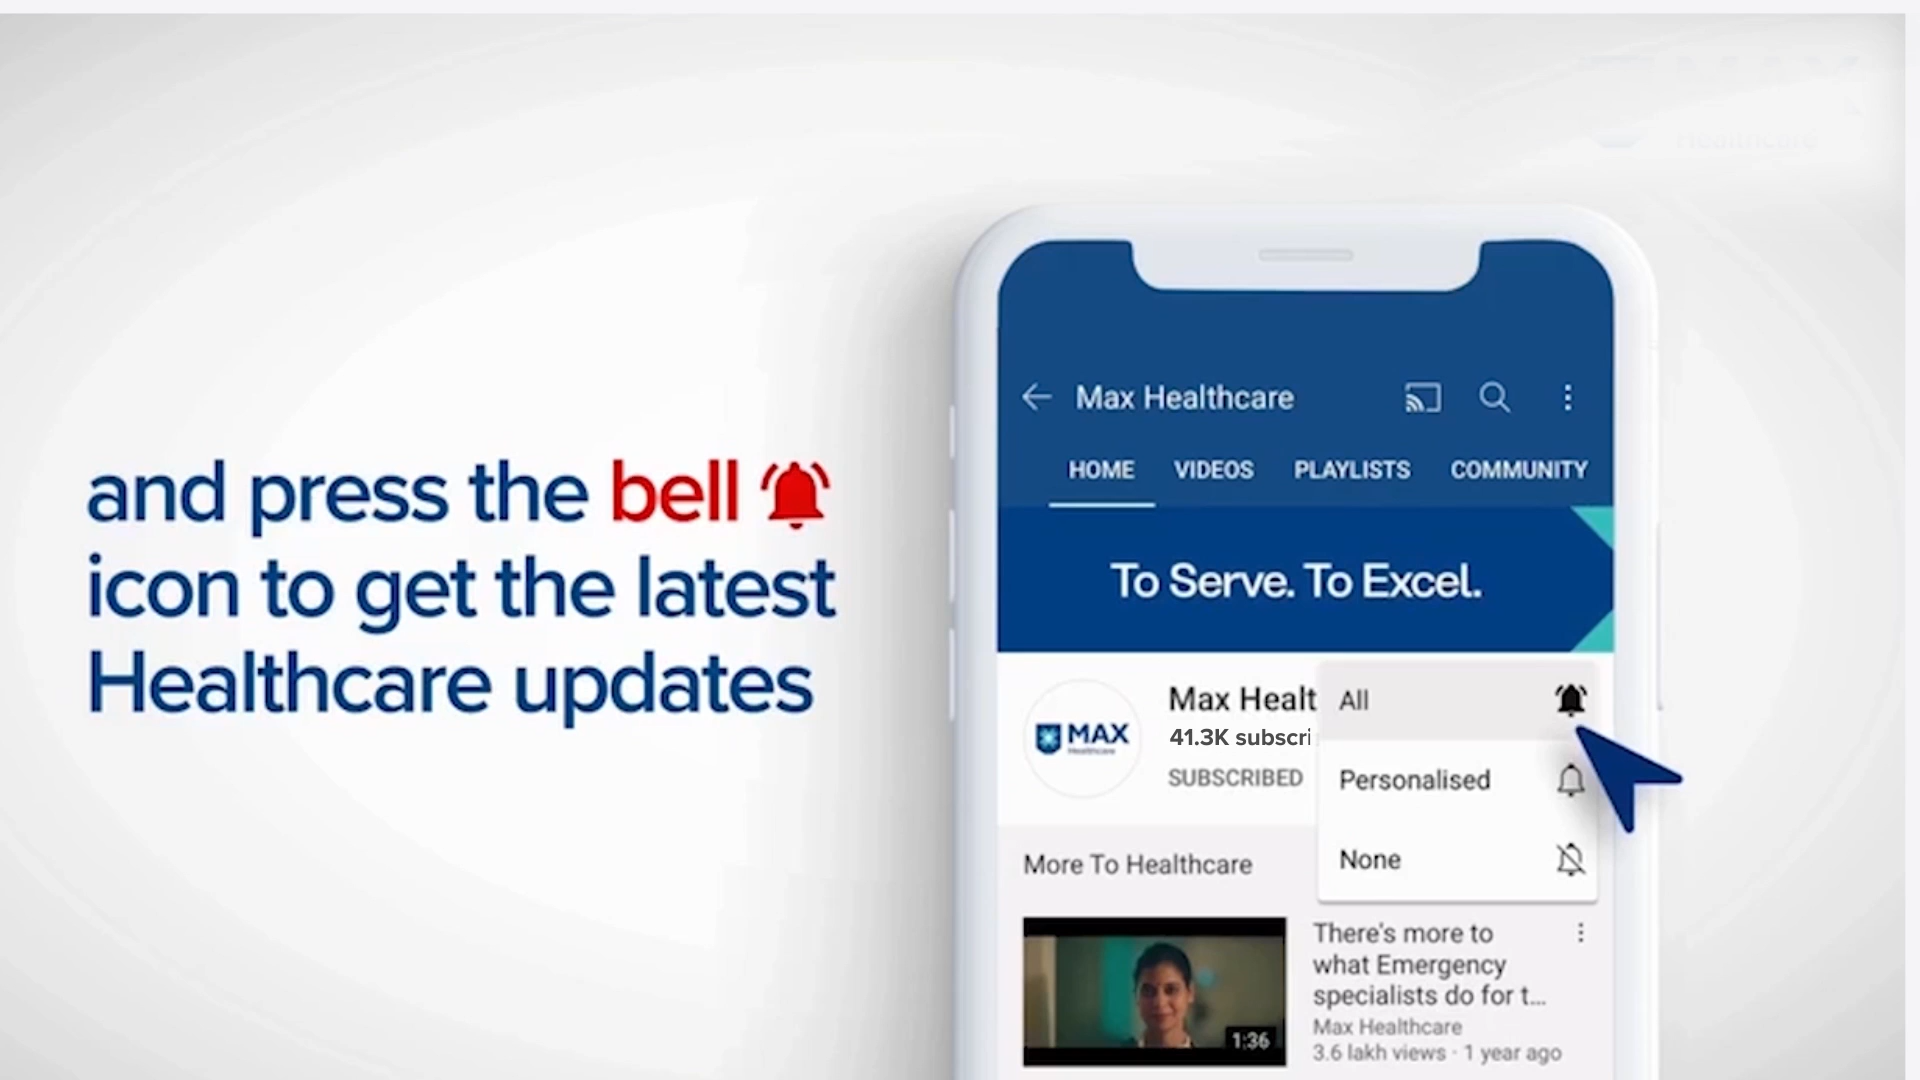 and press the bell
icon to get the latest
Healthcare updates
Max Healthcare
HOME VIDEOS PLAYLISTS COMMUNITY
To Serve. To Excel.
MAX
Healthcare
Max Healt
41.3K subscri
SUBSCRIBED
All
Personalised
None
More To Healthcare
1:36
There's more to
what Emergency
specialists do for t...
Max Healthcare
3.6 lakh views · 1 year ago
Healthcare